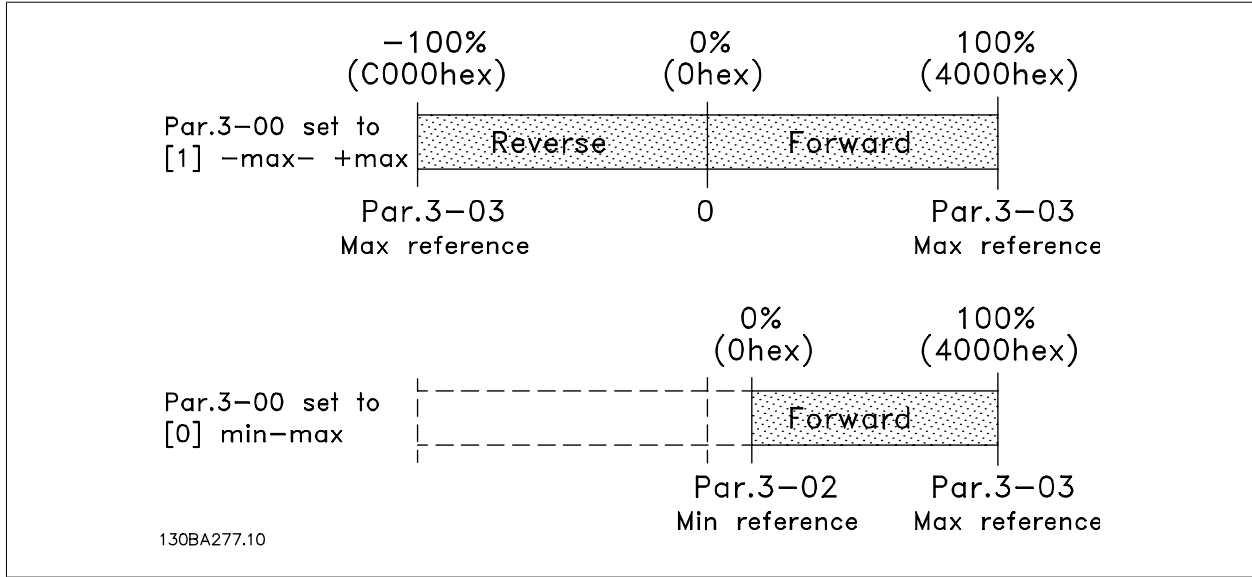 -100% 0% 100%
(C000hex) (0hex) (4000hex)
Par.3-00 set to
[1] -max- +max
Reverse Forward
Par.3-03 0 Par.3-03
Max reference Max reference
0% 100%
(0hex) (4000hex)
Par.3-00 set to
[0] min-max
Forward
Par.3-02 Par.3-03
Min reference Max reference
130BA277.10